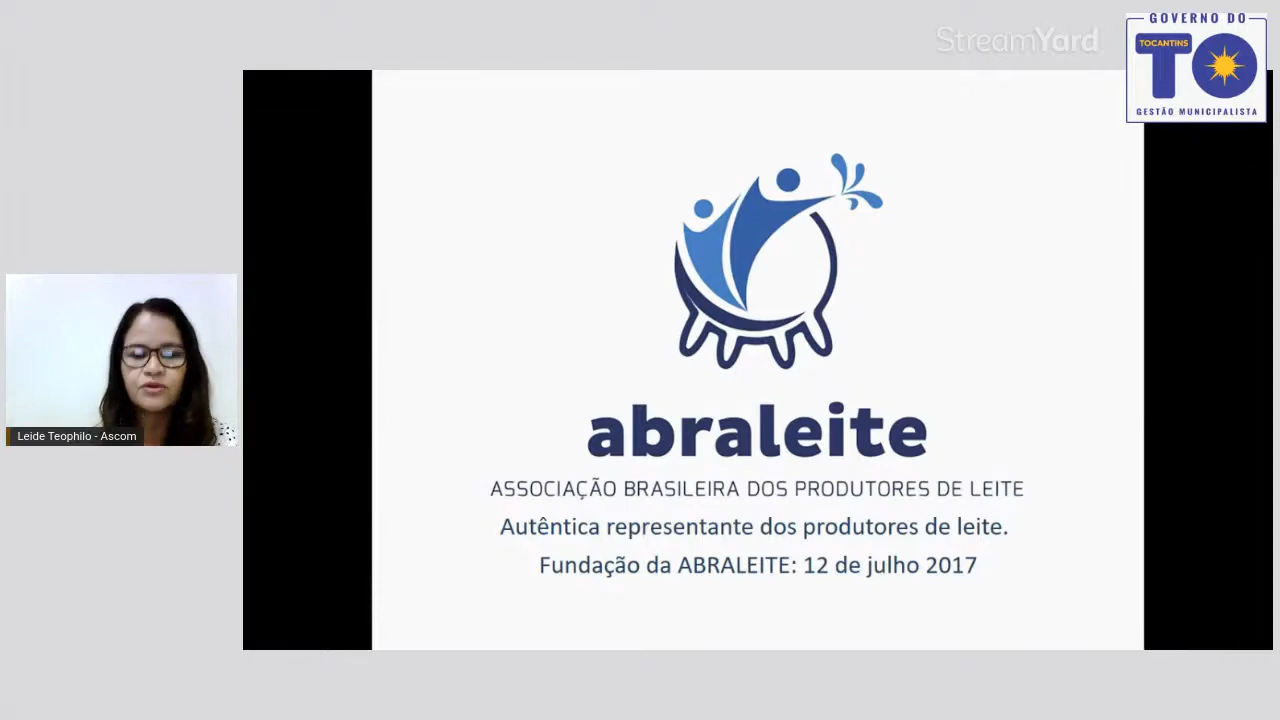 StreamYard
GOVERNO DO
TOCANTINS
TO
GESTÃO MUNICIPALISTA
abraleite
ASSOCIAÇÃO BRASILEIRA DOS PRODUTORES DE LEITE
Autêntica representante dos produtores de leite.
Fundação da ABRALEITE: 12 de julho 2017
Leide Teophilo - Ascom